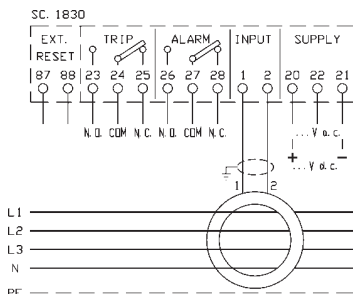 SC. 1830
EXT. RESET TRIP ALARM INPUT SUPPLY
87 88 23 24 25 26 27 28 1 2 20 22 21
N.O. COM N.C. N.O. COM N.C.
... V a.c.
+ -
... V d.c.
1 2
L1
L2
L3
N
PE